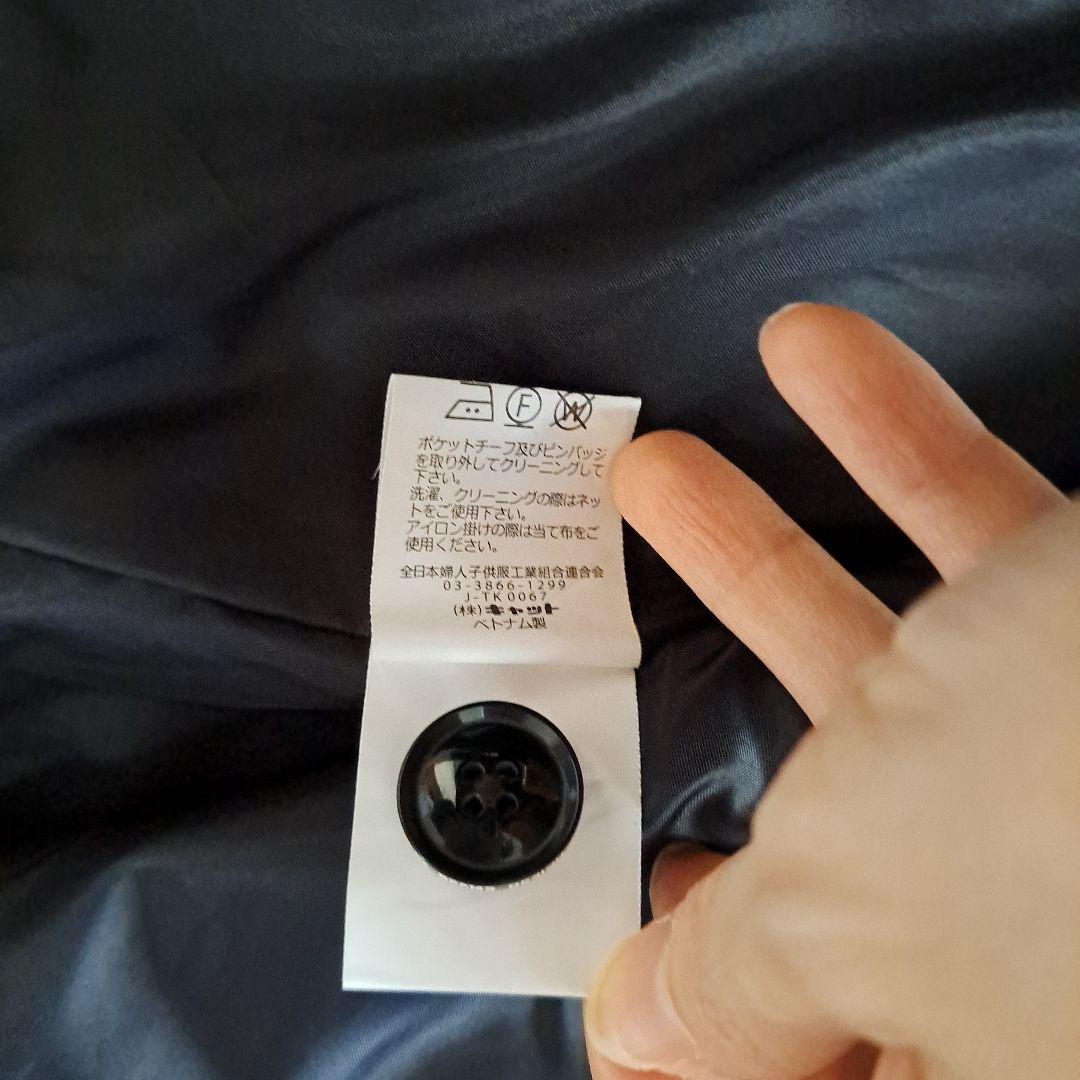 F W
ポケットチーフ及びピンバッジ
を取り外してクリーニングして
下さい。
洗濯、クリーニングの際はネッ
トをご使用下さい。
アイロン掛けの際は当て布をご
使用ください。
全日本婦人子供服工業組合連合会
03-3866-1299
J-TK0067
(株)キャット
ベトナム製